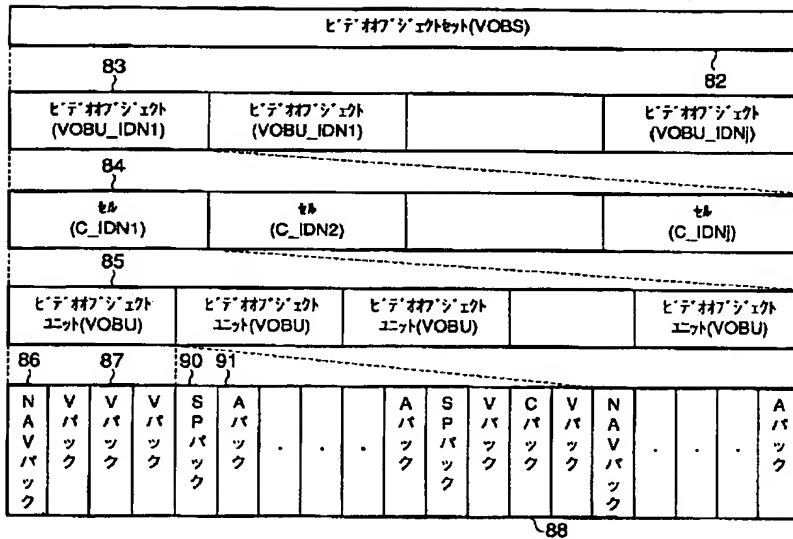 ビデオオブジェクトセット(VOBS)
83
82
ビデオオブジェクト
(VOBU_IDN1)
ビデオオブジェクト
(VOBU_IDN1)
ビデオオブジェクト
(VOBU_IDNj)
84
セル
(C_IDN1)
セル
(C_IDN2)
セル
(C_IDNj)
85
ビデオオブジェクト
ユニット(VOBU)
ビデオオブジェクト
ユニット(VOBU)
ビデオオブジェクト
ユニット(VOBU)
ビデオオブジェクト
ユニット(VOBU)
86
87
90
91
NAVパック
Vパック
Vパック
Vパック
SPパック
Aパック
・
・
・
Aパック
SPパック
Vパック
Cパック
Vパック
NAVパック
・
・
・
Aパック
88